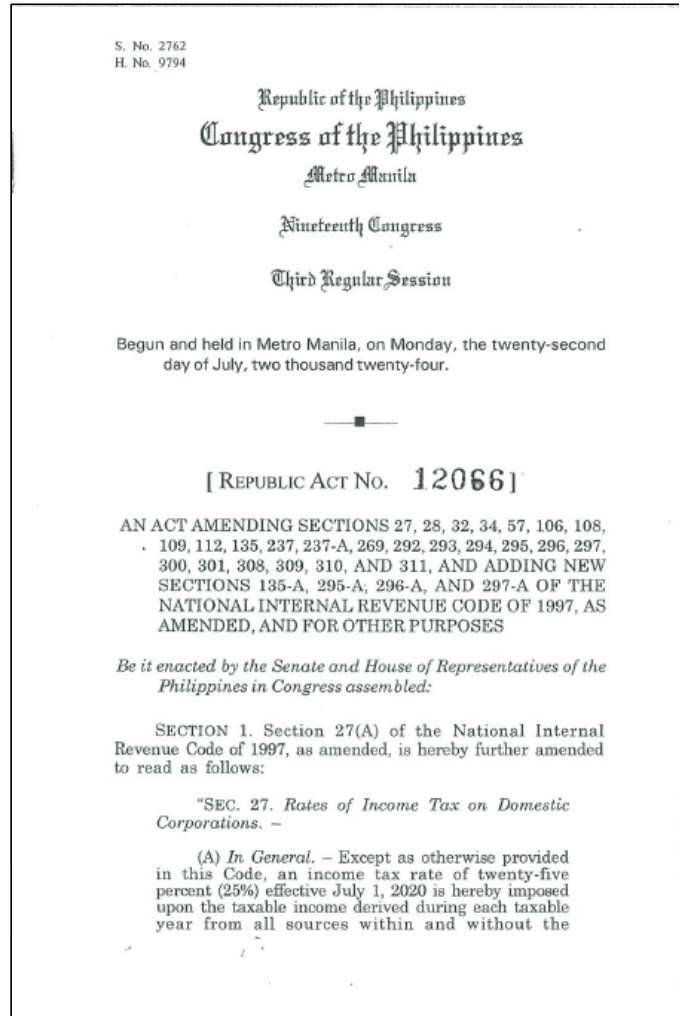 S. No. 2762
H. No. 9794
Republic of the Philippines
Congress of the Philippines
Metro Manila
Nineteenth Congress
Third Regular Session
Begun and held in Metro Manila, on Monday, the twenty-second
day of July, two thousand twenty-four.
[ REPUBLIC ACT NO. 12066 ]
AN ACT AMENDING SECTIONS 27, 28, 32, 34, 57, 106, 108,
109, 112, 135, 237, 237-A, 269, 292, 293, 294, 295, 296, 297,
300, 301, 308, 309, 310, AND 311, AND ADDING NEW
SECTIONS 135-A, 295-A, 296-A, AND 297-A OF THE
NATIONAL INTERNAL REVENUE CODE OF 1997, AS
AMENDED, AND FOR OTHER PURPOSES
Be it enacted by the Senate and House of Representatives of the
Philippines in Congress assembled:
SECTION 1. Section 27(A) of the National Internal
Revenue Code of 1997, as amended, is hereby further amended
to read as follows:
"SEC. 27. Rates of Income Tax on Domestic
Corporations. –
(A) In General. – Except as otherwise provided
in this Code, an income tax rate of twenty-five
percent (25%) effective July 1, 2020 is hereby imposed
upon the taxable income derived during each taxable
year from all sources within and without the